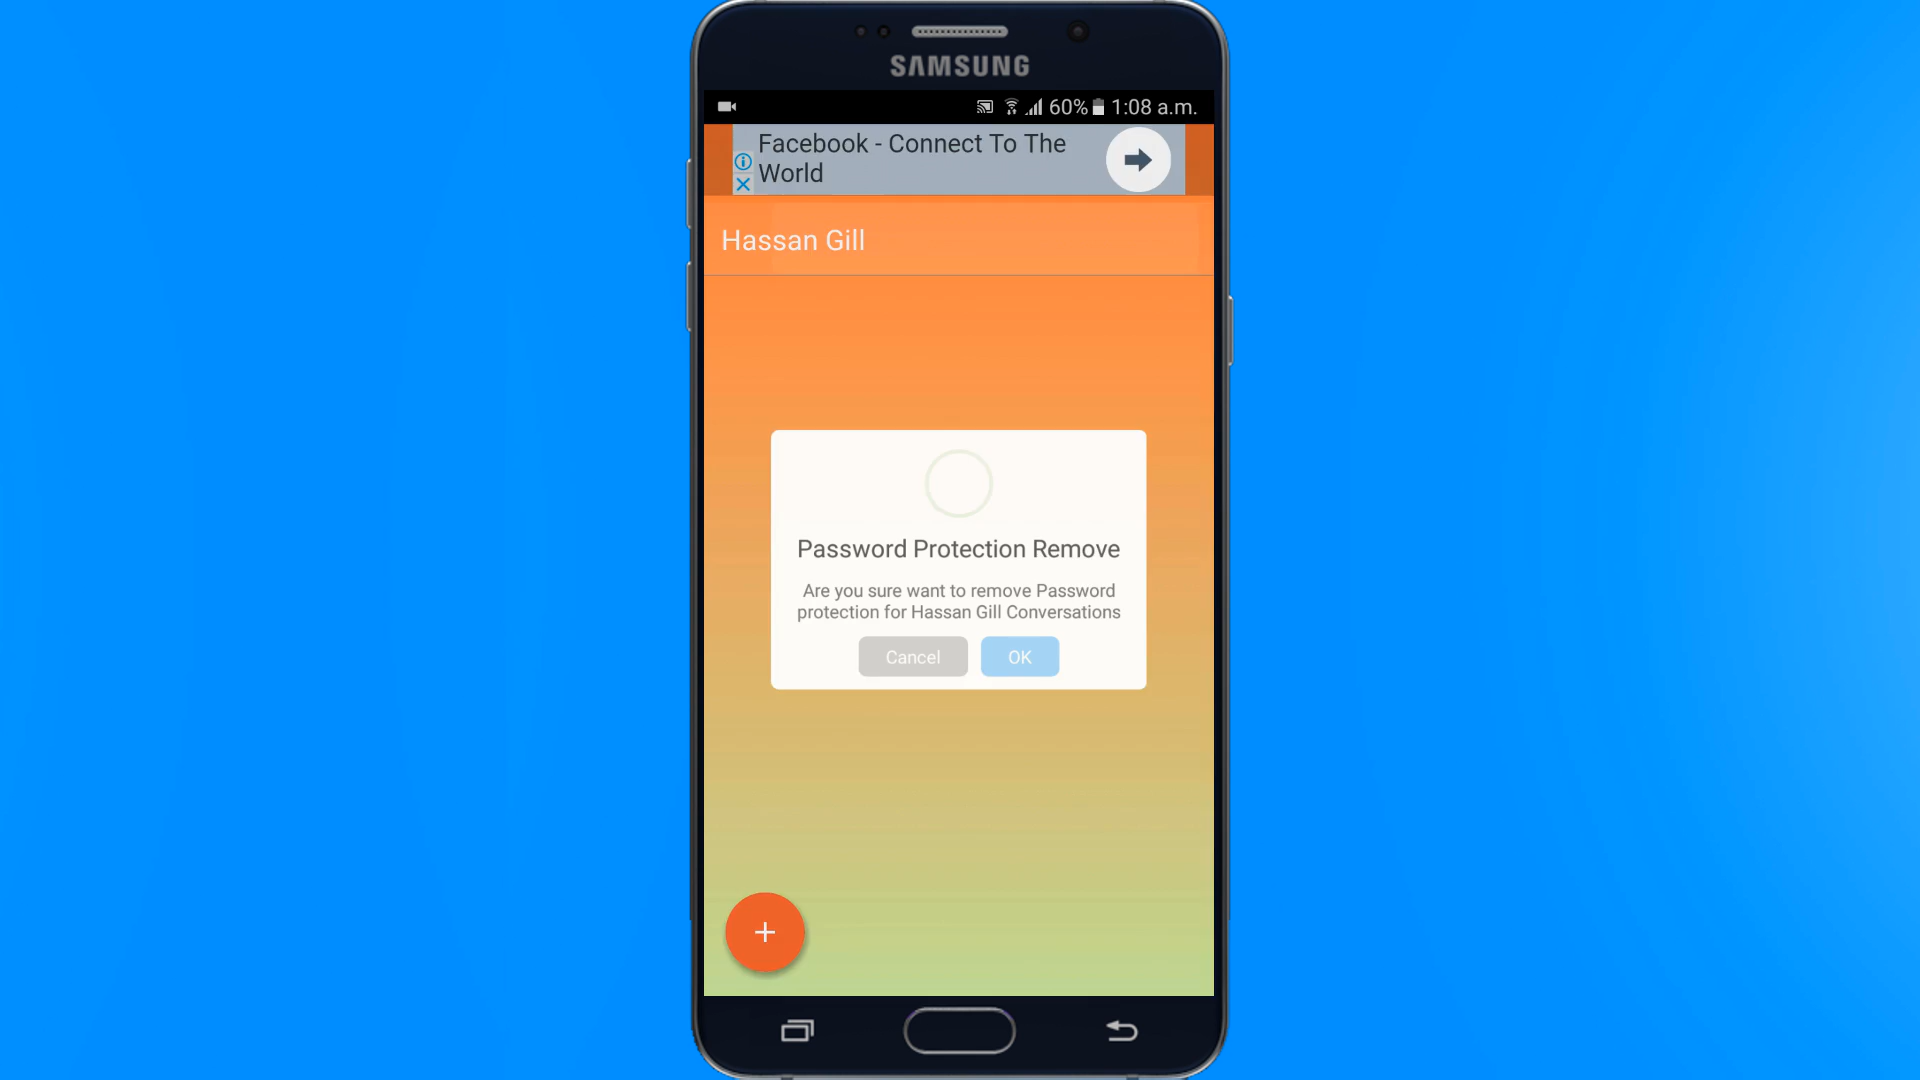 SAMSUNG
60% 1:08 a.m.
Facebook - Connect To The
World
Hassan Gill
Password Protection Remove
Are you sure want to remove Password
protection for Hassan Gill Conversations
Cancel OK
+